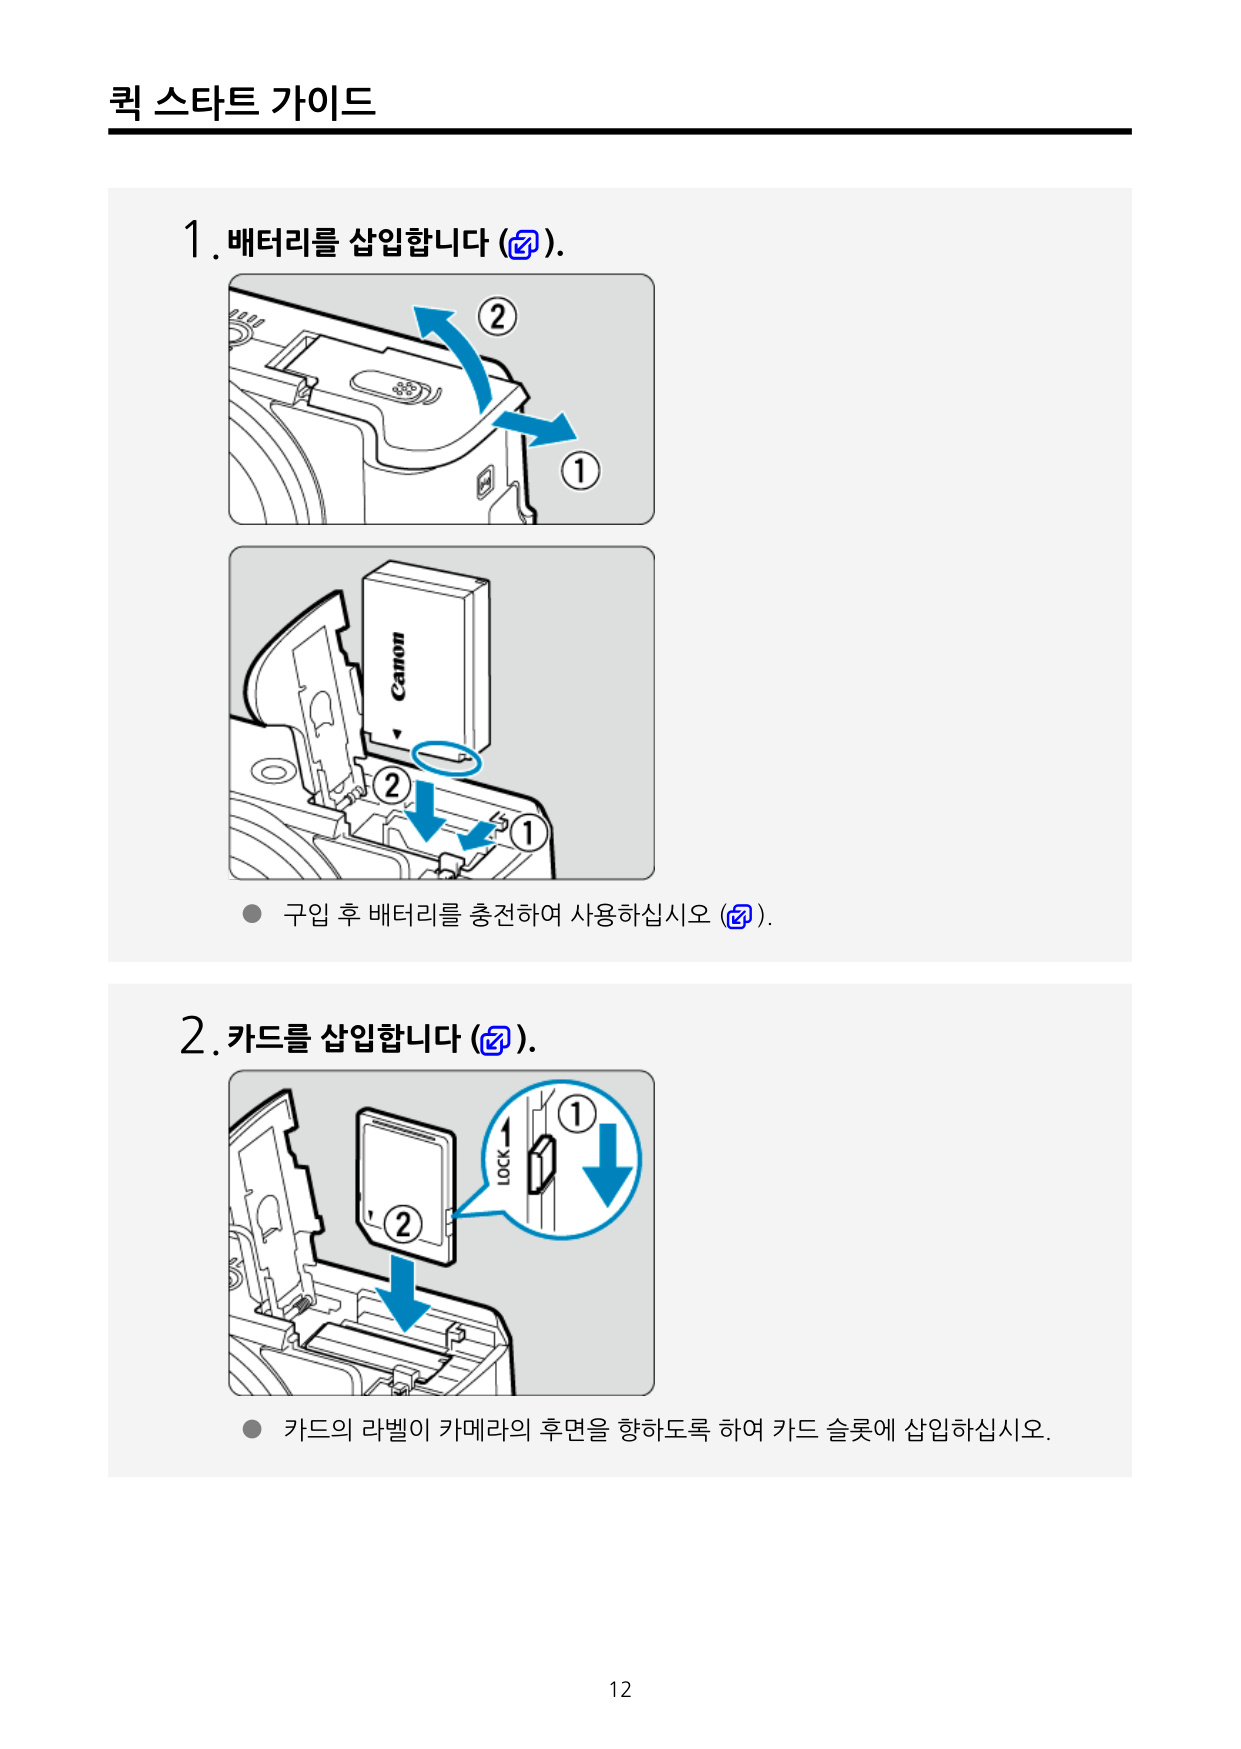 퀵 스타트 가이드
1. 배터리를 삽입합니다 ( ).
②
①
Canon
②
①
● 구입 후 배터리를 충전하여 사용하십시오 ( ).
2. 카드를 삽입합니다 ( ).
①
LOCK
②
● 카드의 라벨이 카메라의 후면을 향하도록 하여 카드 슬롯에 삽입하십시오.
12